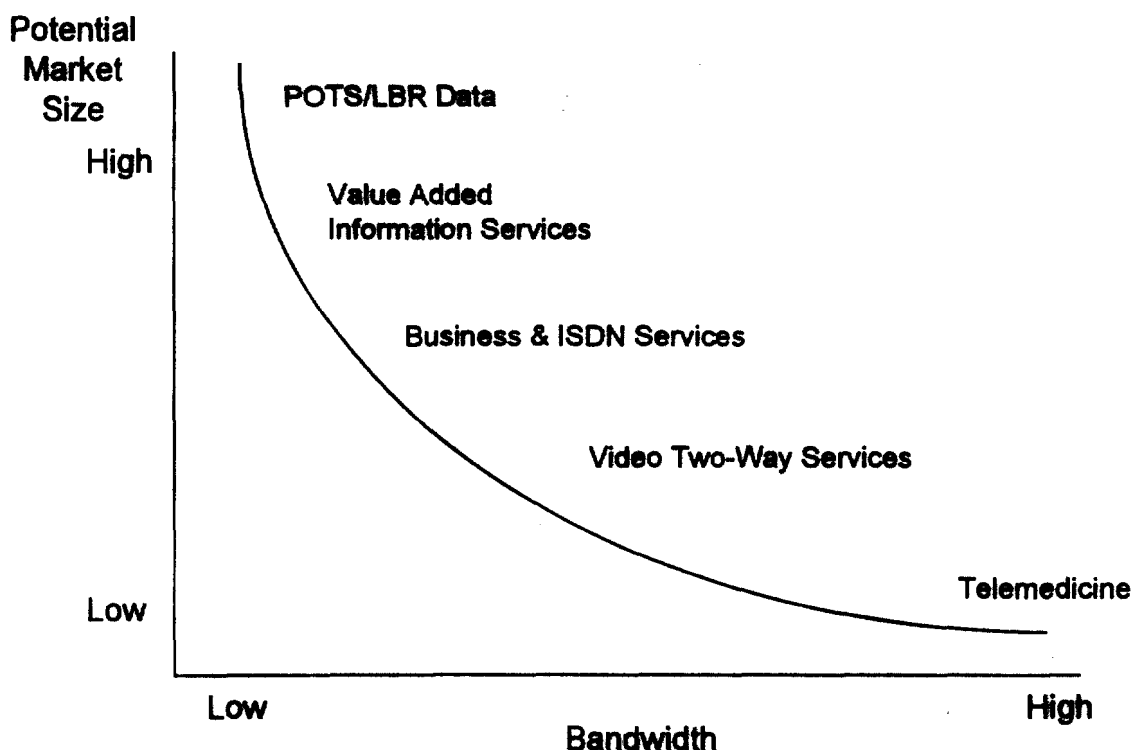 Potential
Market
Size
High
Low
POTS/LBR Data
Value Added
Information Services
Business & ISDN Services
Video Two-Way Services
Telemedicine
Low
High
Bandwidth